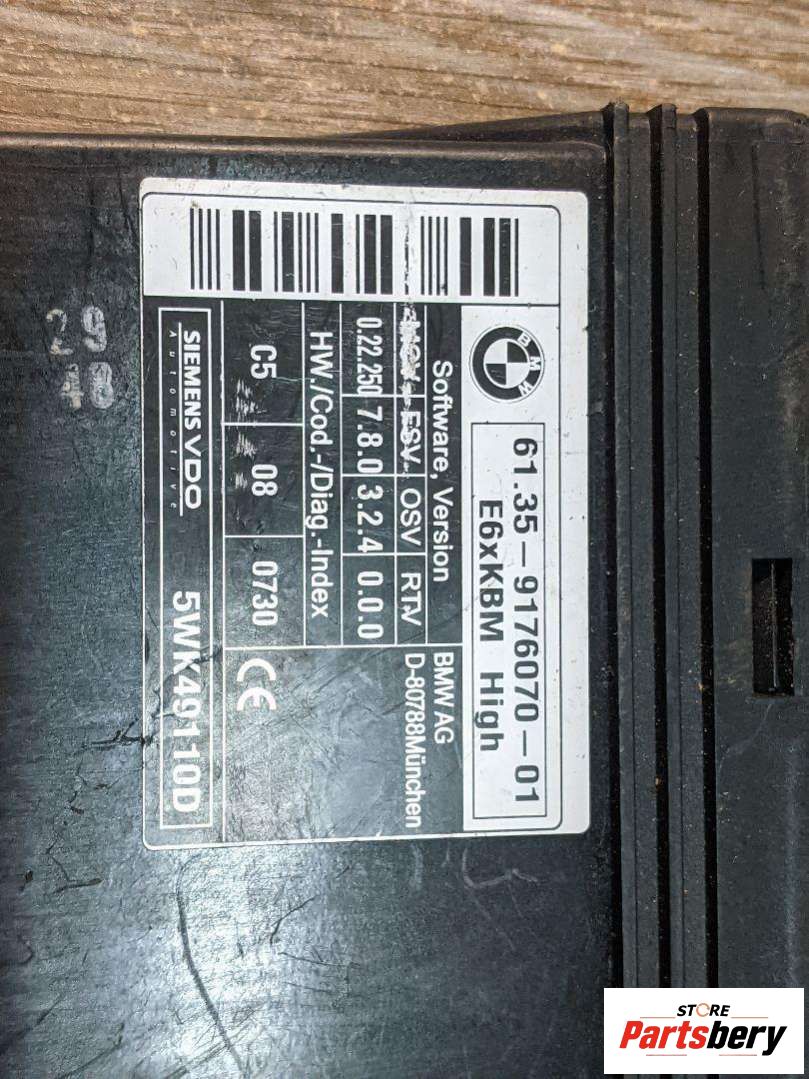 BMW
61.35-9176070-01
E6xKBM High
Software, Version
FSV OSV RTV
0.22.250 7.8.0 3.2.4 0.0.0
HW./Cod.-/Diag.-Index
C5 08 0730
BMW AG
D-80788München
CE
SIEMENS VDO
Automotive
5WK49110D
29
48
STORE
Partsbery